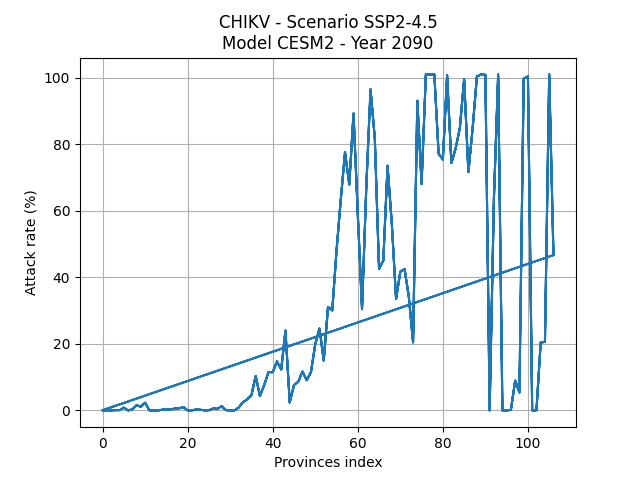 CHIKV - Scenario SSP2-4.5
Model CESM2 - Year 2090
100
80
60
40
20
0
Attack rate (%)
0 20 40 60 80 100
Provinces index